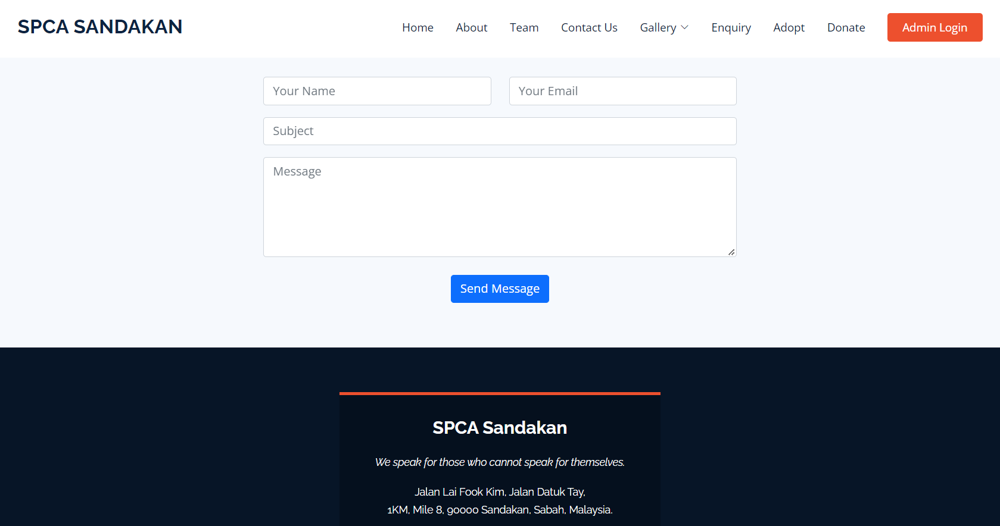 SPCA SANDAKAN
Home About Team Contact Us Gallery Enquiry Adopt Donate Admin Login
Your Name Your Email
Subject
Message
Send Message
SPCA Sandakan
We speak for those who cannot speak for themselves.
Jalan Lai Fook Kim, Jalan Datuk Tay,
1KM, Mile 8, 90000 Sandakan, Sabah, Malaysia.